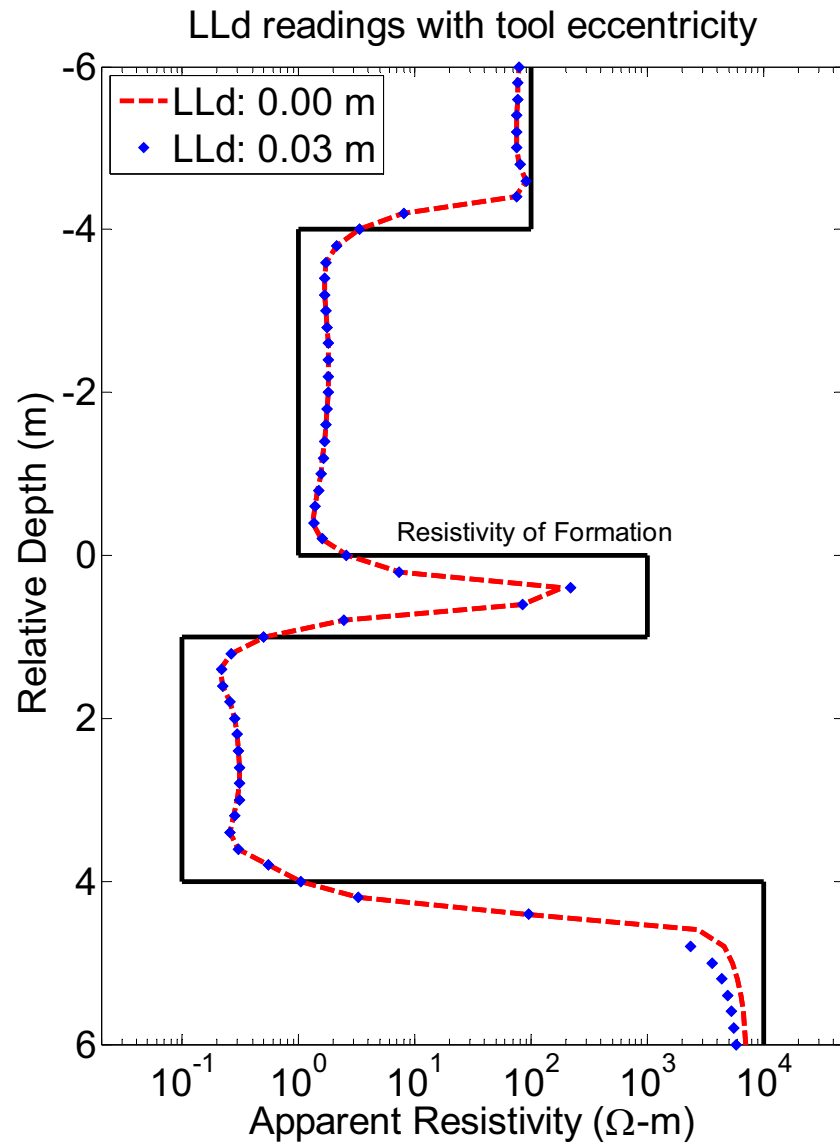 LLd readings with tool eccentricity
LLd: 0.00 m
LLd: 0.03 m
-6
-4
-2
0
2
4
6
Relative Depth (m)
Resistivity of Formation
10⁻¹ 10⁰ 10¹ 10² 10³ 10⁴
Apparent Resistivity (Ω-m)